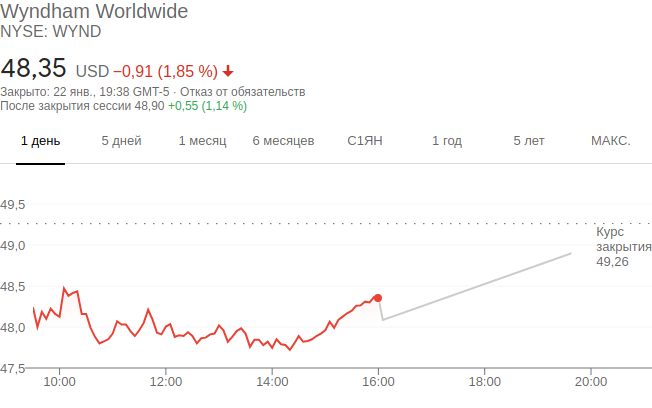 Wyndham Worldwide
NYSE: WYND
48,35 USD −0,91 (1,85 %)
Закрыто: 22 янв., 19:38 GMT-5 · Отказ от обязательств
После закрытия сессии 48,90 +0,55 (1,14 %)
1 день 5 дней 1 месяц 6 месяцев С1ЯН 1 год 5 лет МАКС.
49,5
Курс
закрытия
49,26
49,0
48,5
48,0
47,5
10:00 12:00 14:00 16:00 18:00 20:00